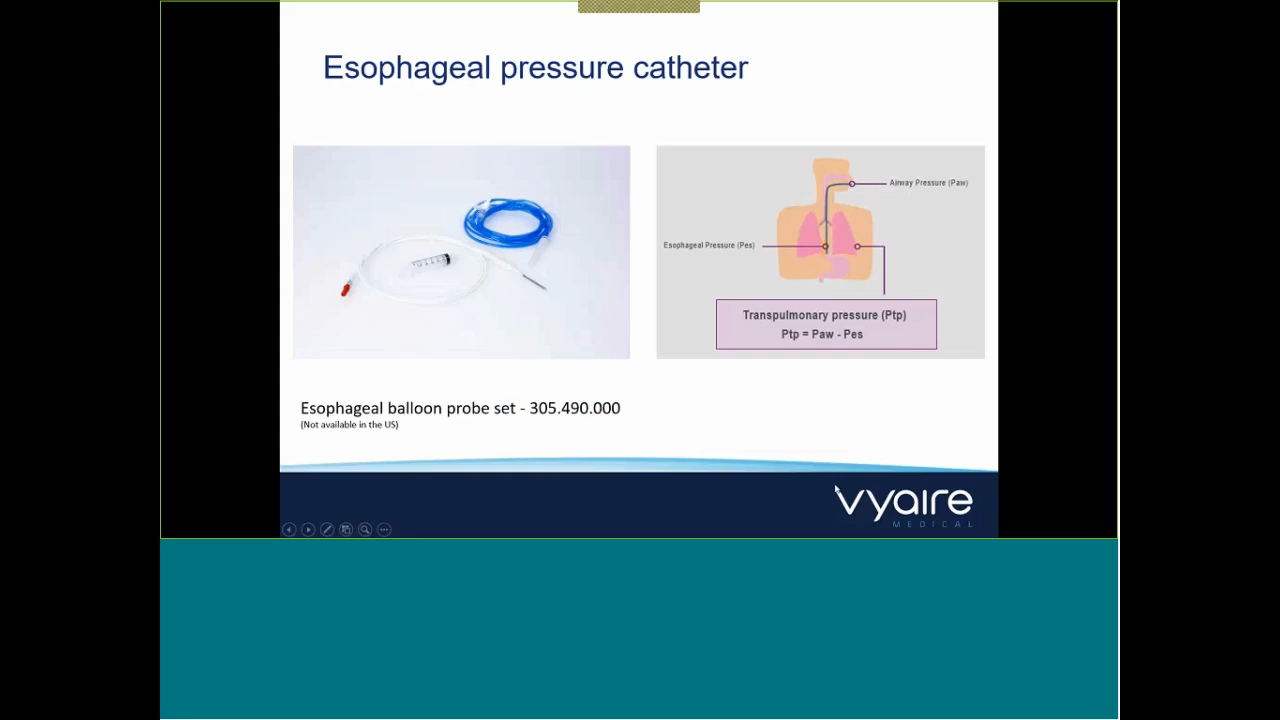 Esophageal pressure catheter
Airway Pressure (Paw)
Esophageal Pressure (Pes)
Transpulmonary pressure (Ptp)
Ptp = Paw - Pes
Esophageal balloon probe set - 305.490.000
(Not available in the US)
vyaire
MEDICAL